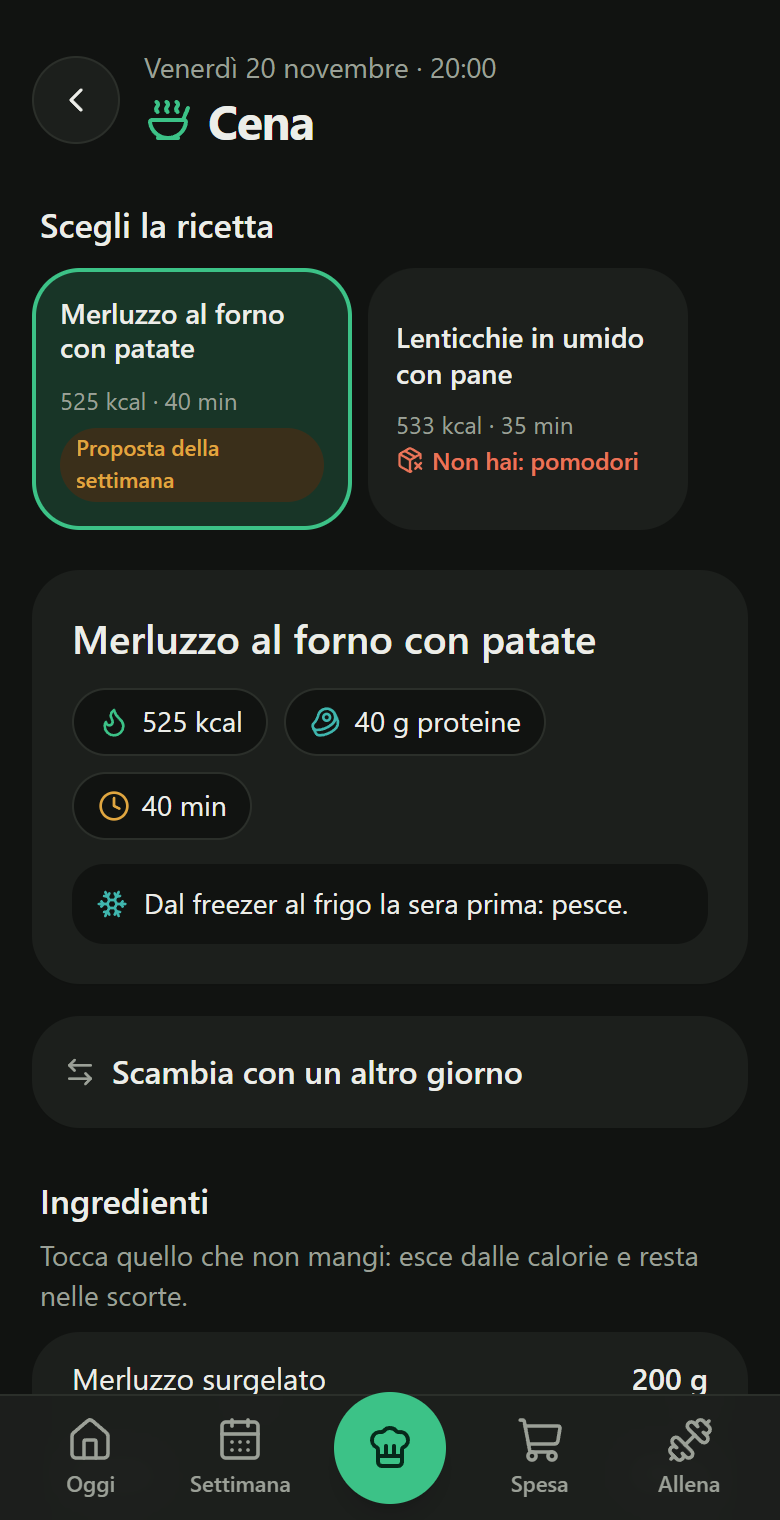 Venerdì 20 novembre · 20:00
Cena
Scegli la ricetta
Merluzzo al forno
con patate
525 kcal · 40 min
Proposta della
settimana
Lenticchie in umido
con pane
533 kcal · 35 min
Non hai: pomodori
Merluzzo al forno con patate
525 kcal
40 g proteine
40 min
Dal freezer al frigo la sera prima: pesce.
Scambia con un altro giorno
Ingredienti
Tocca quello che non mangi: esce dalle calorie e resta
nelle scorte.
Merluzzo surgelato 200 g
Oggi
Settimana
Spesa
Allena